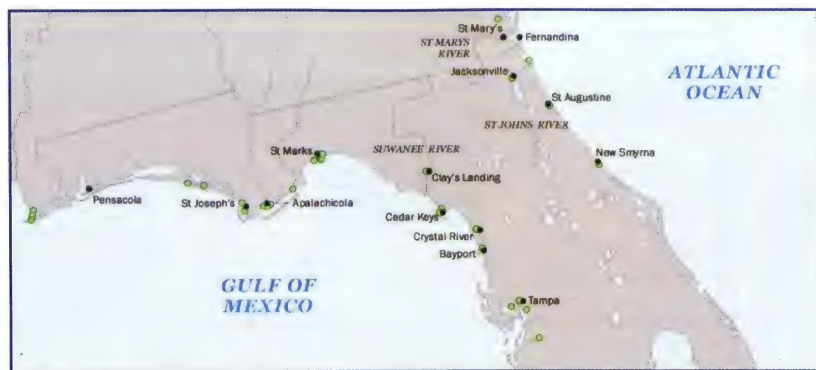 St Mary's
Fernandina
ST MARYS
RIVER
Jacksonville
ATLANTIC
OCEAN
St Augustine
ST JOHNS RIVER
St Marks
SUWANEE RIVER
New Smyrna
Clay's Landing
Pensacola
St Joseph's
Apalachicola
Cedar Keys
Crystal River
Bayport
GULF OF
MEXICO
Tampa